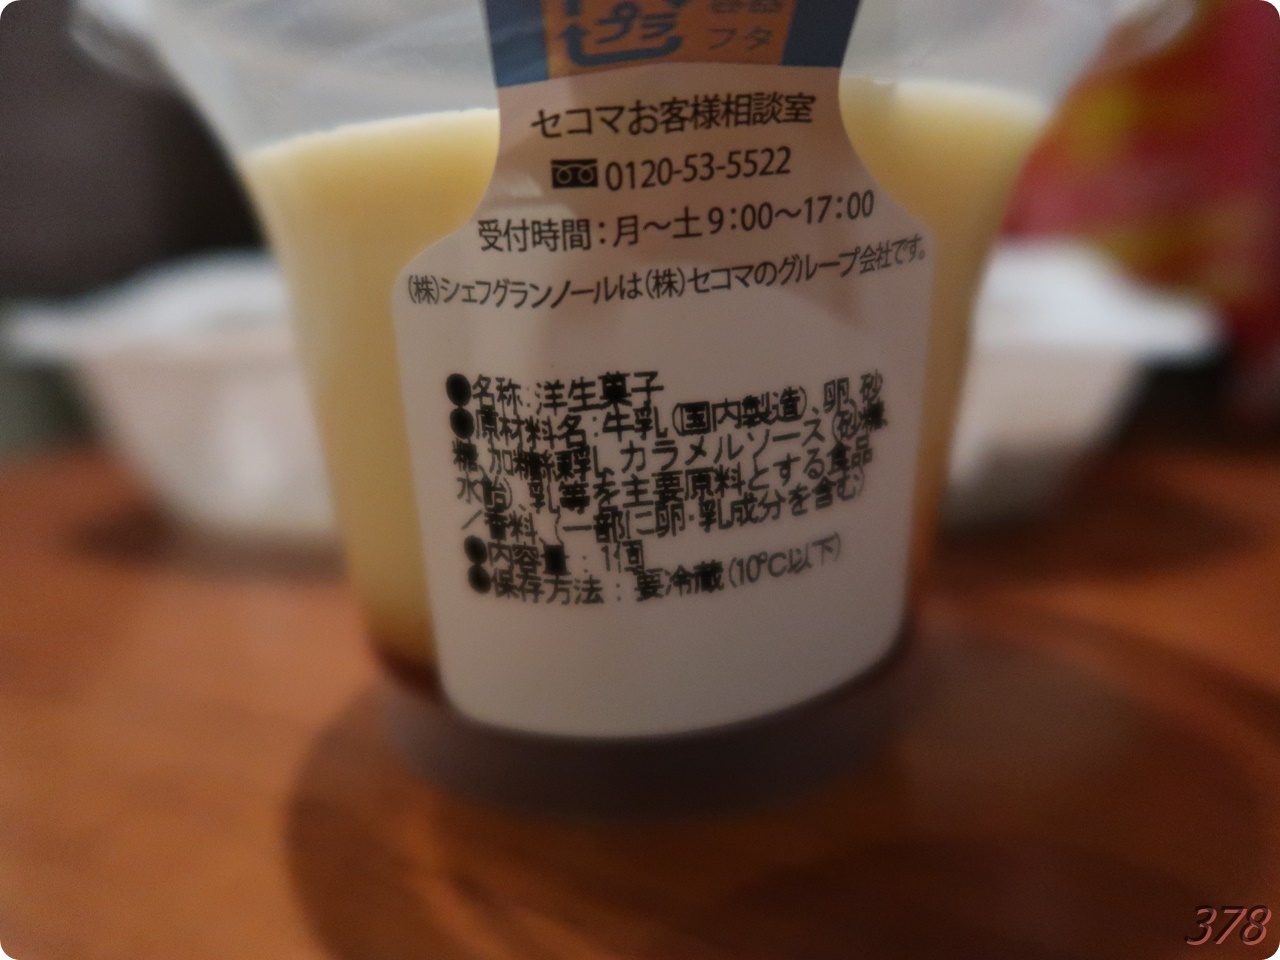 プラ
容器
フタ
セコマお客様相談室
0120-53-5522
受付時間:月〜土9:00〜17:00
(株)シェフグランノールは(株)セコマのグループ会社です。
●名称:洋生菓子
●原材料名:牛乳(国内製造)、卵、砂
糖、加糖練乳、カラメルソース(砂糖、
水飴)、乳等を主要原料とする食品
/香料、(一部に卵・乳成分を含む)
●内容量:1個
●保存方法:要冷蔵(10℃以下)
378